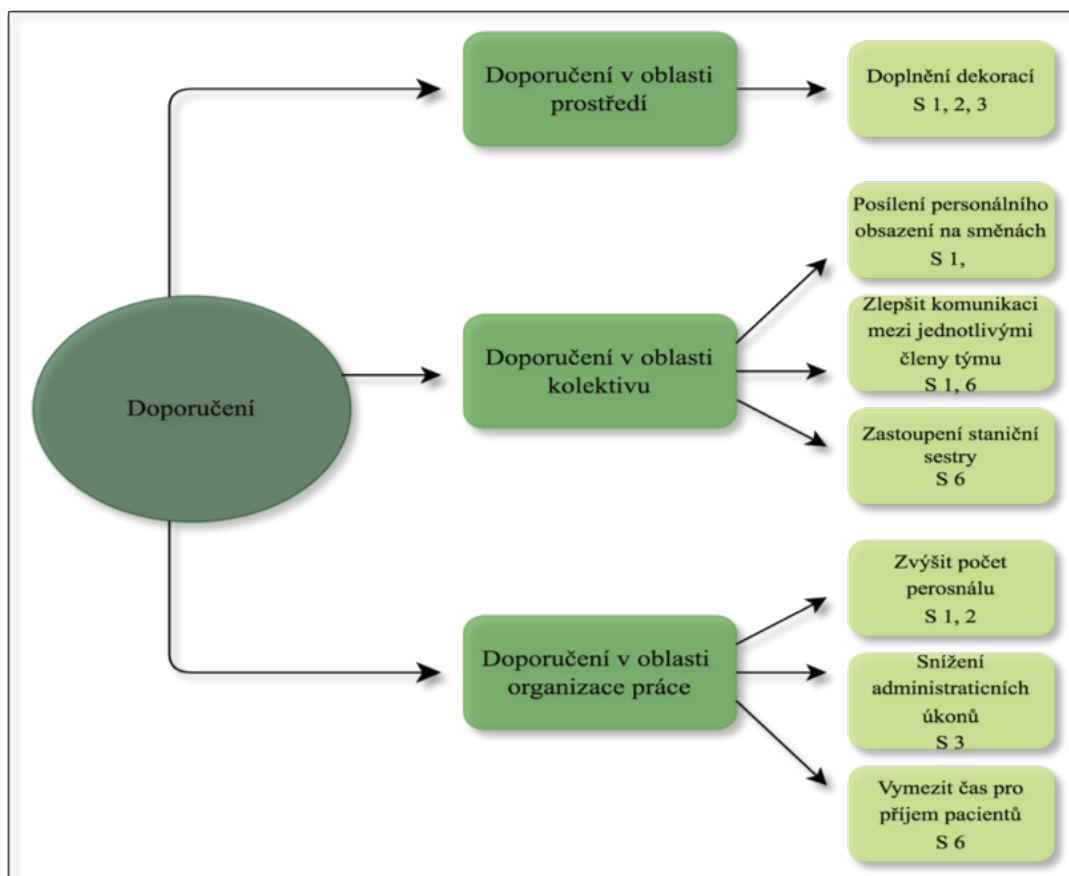 Doporučení
Doporučení v oblasti
prostředí
Doplnění dekorací
S 1, 2, 3
Doporučení v oblasti
kolektivu
Posílení personálního
obsazení na směnách
S 1,
Zlepšit komunikaci
mezi jednotlivými
členy týmu
S 1, 6
Zastoupení staniční
sestry
S 6
Doporučení v oblasti
organizace práce
Zvýšit počet
perosnálu
S 1, 2
Snížení
administraticních
úkonů
S 3
Vymezit čas pro
příjem pacientů
S 6